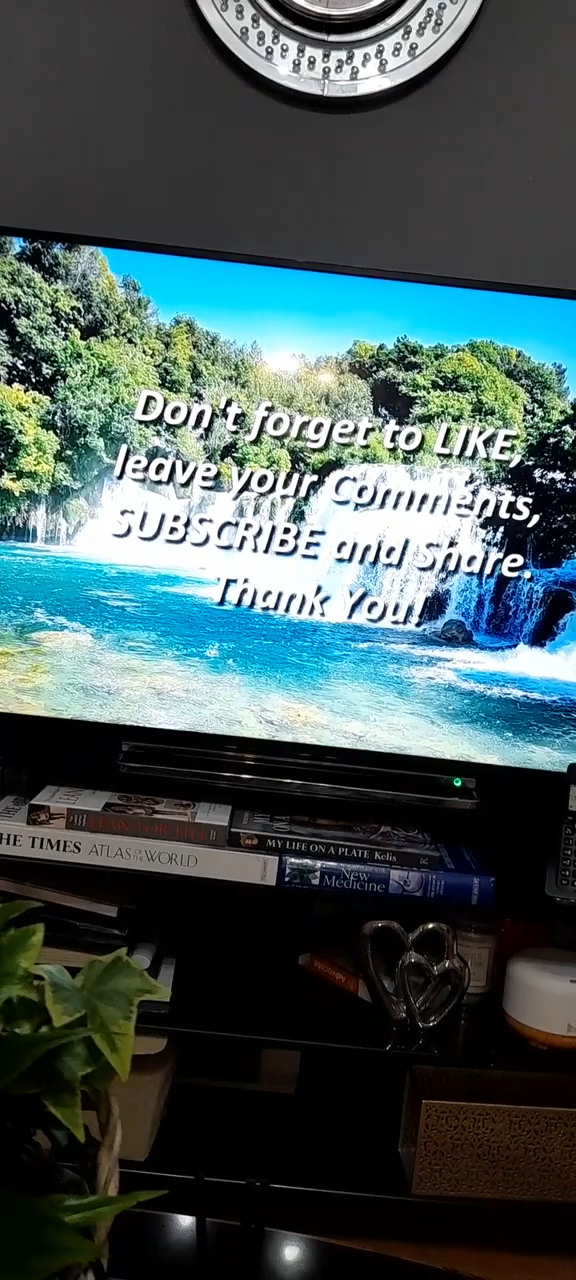 Don't forget to LIKE,
leave your Comments,
SUBSCRIBE and Share.
Thank You!
MY LIFE ON A PLATE Kelis
HE TIMES ATLAS OF THE WORLD
New
Medicine